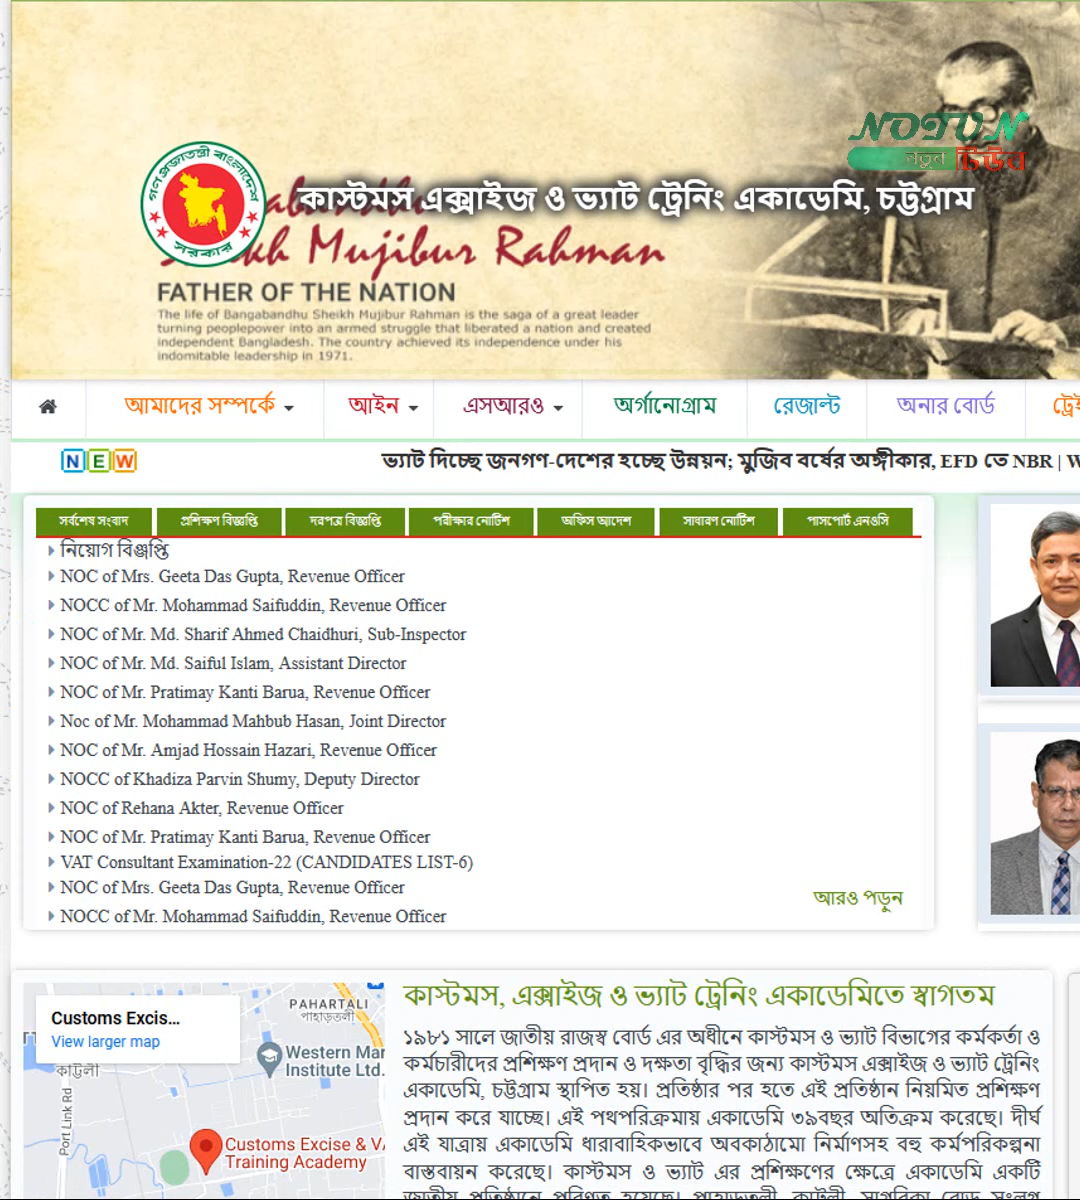 গণপ্রজাতন্ত্রী বাংলাদেশ
সরকার
NOTUN
নতুন টিউব
কাস্টমস এক্সাইজ ও ভ্যাট ট্রেনিং একাডেমি, চট্টগ্রাম
Mujibur Rahman
FATHER OF THE NATION
The life of Bangabandhu Sheikh Mujibur Rahman is the saga of a great leader
turning peoplepower into an armed struggle that liberated a nation and created
independent Bangladesh. The country achieved its independence under his
indomitable leadership in 1971.
আমাদের সম্পর্কে আইন এসআরও অর্গানোগ্রাম রেজাল্ট অনার বোর্ড
NEW
ভ্যাট দিচ্ছে জনগণ-দেশের হচ্ছে উন্নয়ন; মুজিব বর্ষের অঙ্গীকার, EFD তে NBR |
সর্বশেষ সংবাদ প্রশিক্ষণ বিজ্ঞপ্তি দরপত্র বিজ্ঞপ্তি পরীক্ষার নোটিশ অফিস আদেশ সাধারণ নোটিশ পাসপোর্ট এনওসি
নিয়োগ বিজ্ঞপ্তি
NOC of Mrs. Geeta Das Gupta, Revenue Officer
NOCC of Mr. Mohammad Saifuddin, Revenue Officer
NOC of Mr. Md. Sharif Ahmed Chaidhuri, Sub-Inspector
NOC of Mr. Md. Saiful Islam, Assistant Director
NOC of Mr. Pratimay Kanti Barua, Revenue Officer
Noc of Mr. Mohammad Mahbub Hasan, Joint Director
NOC of Mr. Amjad Hossain Hazari, Revenue Officer
NOCC of Khadiza Parvin Shumy, Deputy Director
NOC of Rehana Akter, Revenue Officer
NOC of Mr. Pratimay Kanti Barua, Revenue Officer
VAT Consultant Examination-22 (CANDIDATES LIST-6)
NOC of Mrs. Geeta Das Gupta, Revenue Officer
NOCC of Mr. Mohammad Saifuddin, Revenue Officer
আরও পড়ুন
Customs Excis...
View larger map
PAHARTALI
পাহাড়তলী
Western Mar
Institute Ltd.
কাট্টলী
Port Link Rd
Customs Excise & VA
Training Academy
কাস্টমস, এক্সাইজ ও ভ্যাট ট্রেনিং একাডেমিতে স্বাগতম
১৯৮১ সালে জাতীয় রাজস্ব বোর্ড এর অধীনে কাস্টমস ও ভ্যাট বিভাগের কর্মকর্তা ও
কর্মচারীদের প্রশিক্ষণ প্রদান ও দক্ষতা বৃদ্ধির জন্য কাস্টমস এক্সাইজ ও ভ্যাট ট্রেনিং
একাডেমি, চট্টগ্রাম স্থাপিত হয়। প্রতিষ্ঠার পর হতে এই প্রতিষ্ঠান নিয়মিত প্রশিক্ষণ
প্রদান করে যাচ্ছে। এই পথপরিক্রমায় একাডেমি ৩৯বছর অতিক্রম করেছে। দীর্ঘ
এই যাত্রায় একাডেমি ধারাবাহিকভাবে অবকাঠামো নির্মাণসহ বহু কর্মপরিকল্পনা
বাস্তবায়ন করেছে। কাস্টমস ও ভ্যাট এর প্রশিক্ষণের ক্ষেত্রে একাডেমি একটি